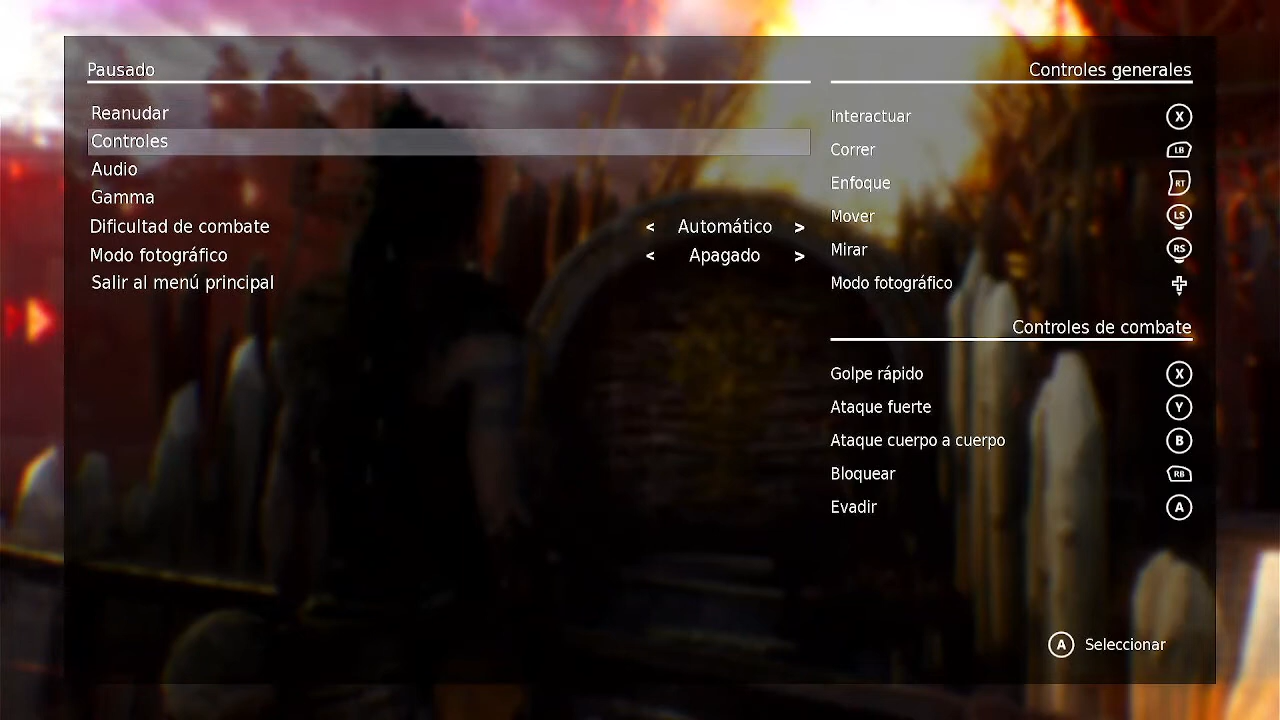 Pausado
Reanudar
Controles
Audio
Gamma
Dificultad de combate < Automático >
Modo fotográfico < Apagado >
Salir al menú principal
Controles generales
Interactuar X
Correr LB
Enfoque RT
Mover LS
Mirar RS
Modo fotográfico
Controles de combate
Golpe rápido X
Ataque fuerte Y
Ataque cuerpo a cuerpo B
Bloquear RB
Evadir A
A Seleccionar